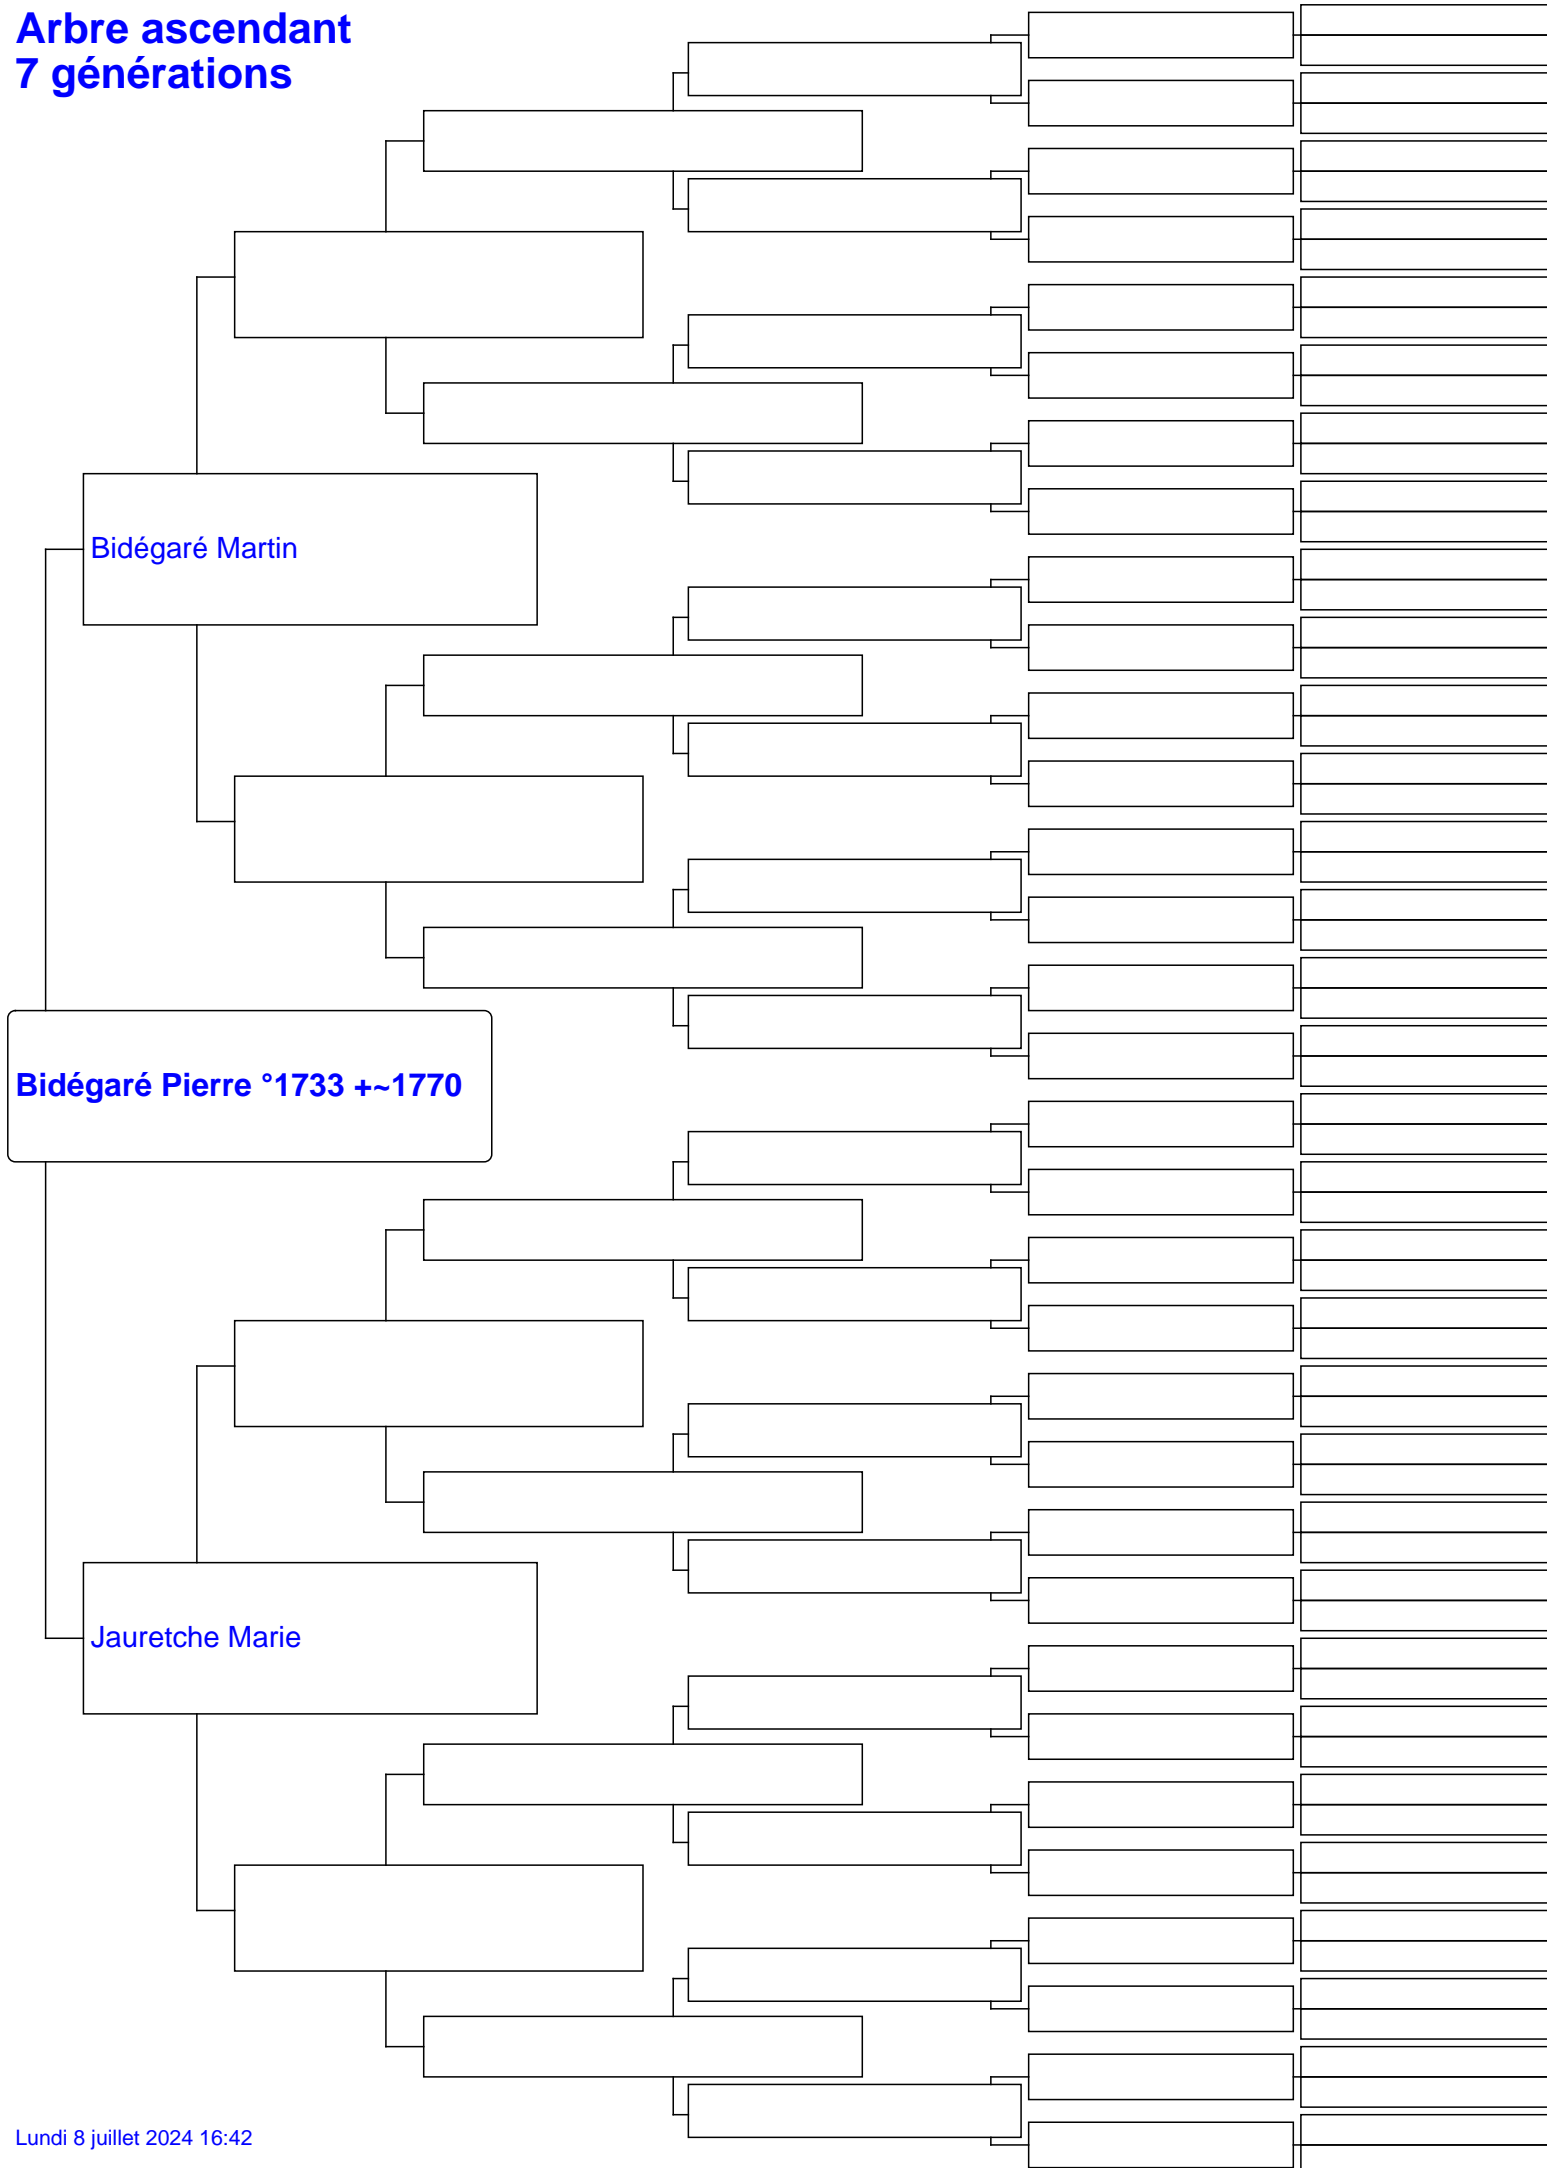 Arbre ascendant
7 générations
Bidégaré Martin
Bidégaré Pierre °1733 +~1770
Jauretche Marie
Lundi 8 juillet 2024 16:42